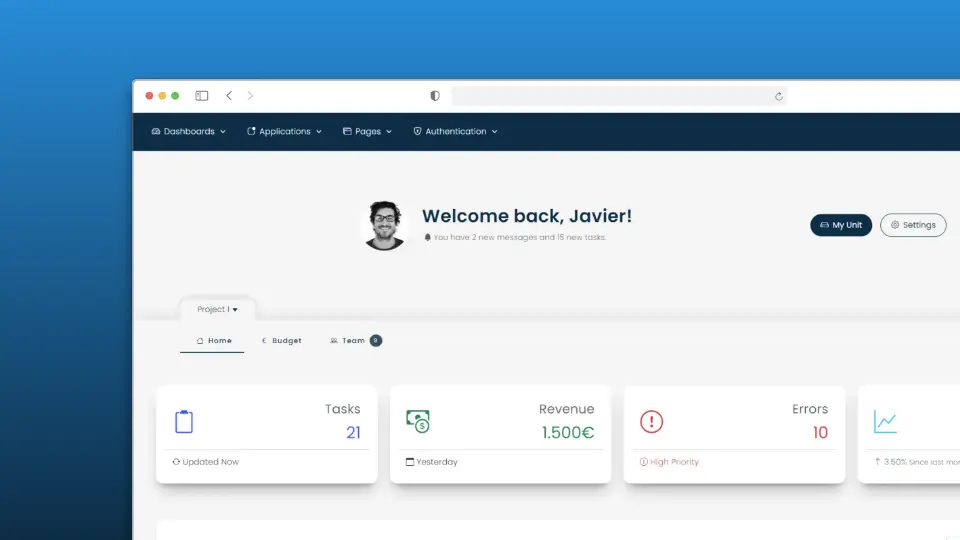 Dashboards Applications Pages Authentication
Welcome back, Javier!
You have 2 new messages and 15 new tasks.
My Unit Settings
Project 1
Home € Budget Team 9
Tasks
21
Updated Now
Revenue
1.500€
Yesterday
Errors
10
High Priority
3.50% Since last